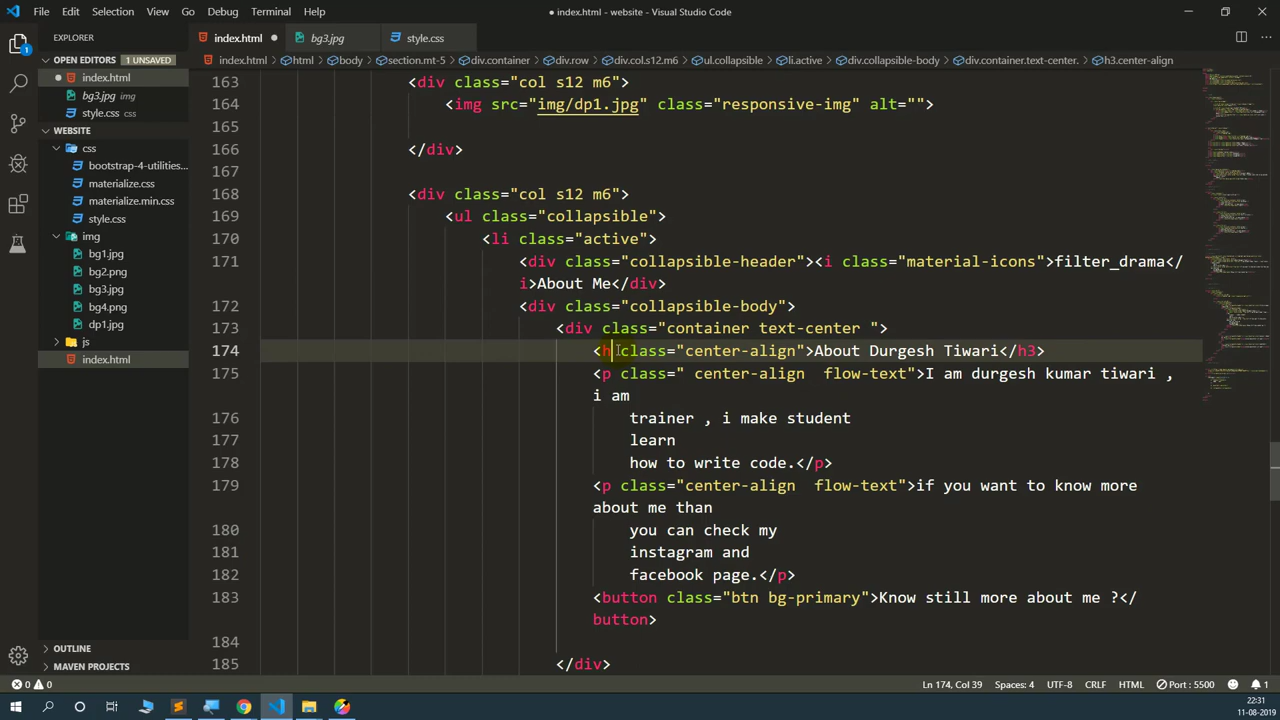 File Edit Selection View Go Debug Terminal Help
● index.html - website - Visual Studio Code
EXPLORER
index.html
bg3.jpg
style.css
OPEN EDITORS 1 UNSAVED
index.html
bg3.jpg img
style.css css
WEBSITE
css
bootstrap-4-utilities...
materialize.css
materialize.min.css
style.css
img
bg1.jpg
bg2.png
bg3.jpg
bg4.png
dp1.jpg
js
index.html
OUTLINE
MAVEN PROJECTS
index.html > html > body > section.mt-5 > div.container > div.row > div.col.s12.m6 > ul.collapsible > li.active > div.collapsible-body > div.container.text-center. > h3.center-align
163 <div class="col s12 m6">
164 <img src="img/dp1.jpg" class="responsive-img" alt="">
165
166 </div>
167
168 <div class="col s12 m6">
169 <ul class="collapsible">
170 <li class="active">
171 <div class="collapsible-header"><i class="material-icons">filter_drama</
i>About Me</div>
172 <div class="collapsible-body">
173 <div class="container text-center ">
174 <h class="center-align">About Durgesh Tiwari</h3>
175 <p class=" center-align  flow-text">I am durgesh kumar tiwari ,
i am
176 trainer , i make student
177 learn
178 how to write code.</p>
179 <p class="center-align  flow-text">if you want to know more
about me than
180 you can check my
181 instagram and
182 facebook page.</p>
183 <button class="btn bg-primary">Know still more about me ?</
button>
184
185 </div>
0 0
Ln 174, Col 39 Spaces: 4 UTF-8 CRLF HTML Port : 5500 1
1
22:31
11-08-2019